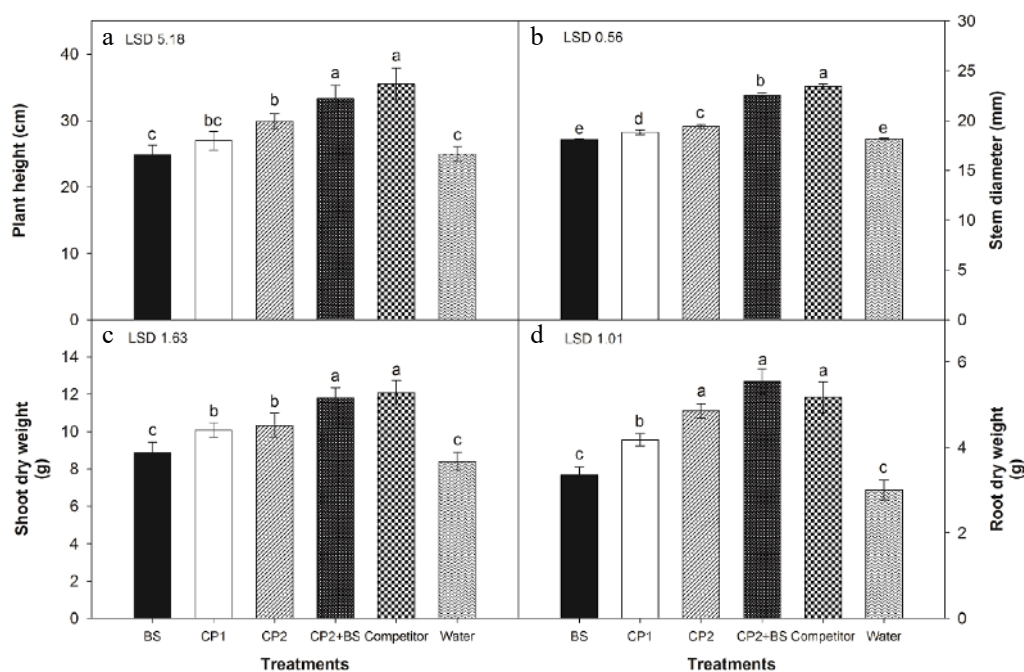 a LSD 5.18
b LSD 0.56
40
30
20
10
0
Plant height (cm)
c
bc
b
a
a
c
e
d
c
b
a
e
30
25
20
15
10
5
0
Stem diameter (mm)
c LSD 1.63
d LSD 1.01
14
12
10
8
6
4
2
0
Shoot dry weight
(g)
c
b
b
a
a
c
c
b
a
a
a
c
6
4
2
0
Root dry weight
(g)
BS CP1 CP2 CP2+BS Competitor Water
BS CP1 CP2 CP2+BS Competitor Water
Treatments
Treatments